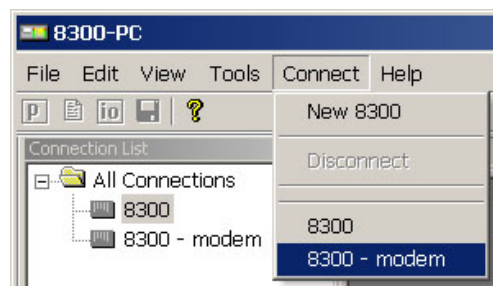 8300-PC
File Edit View Tools Connect Help
p io ?
New 8300
Disconnect
8300
8300 - modem
Connection List
All Connections
8300
8300 - modem